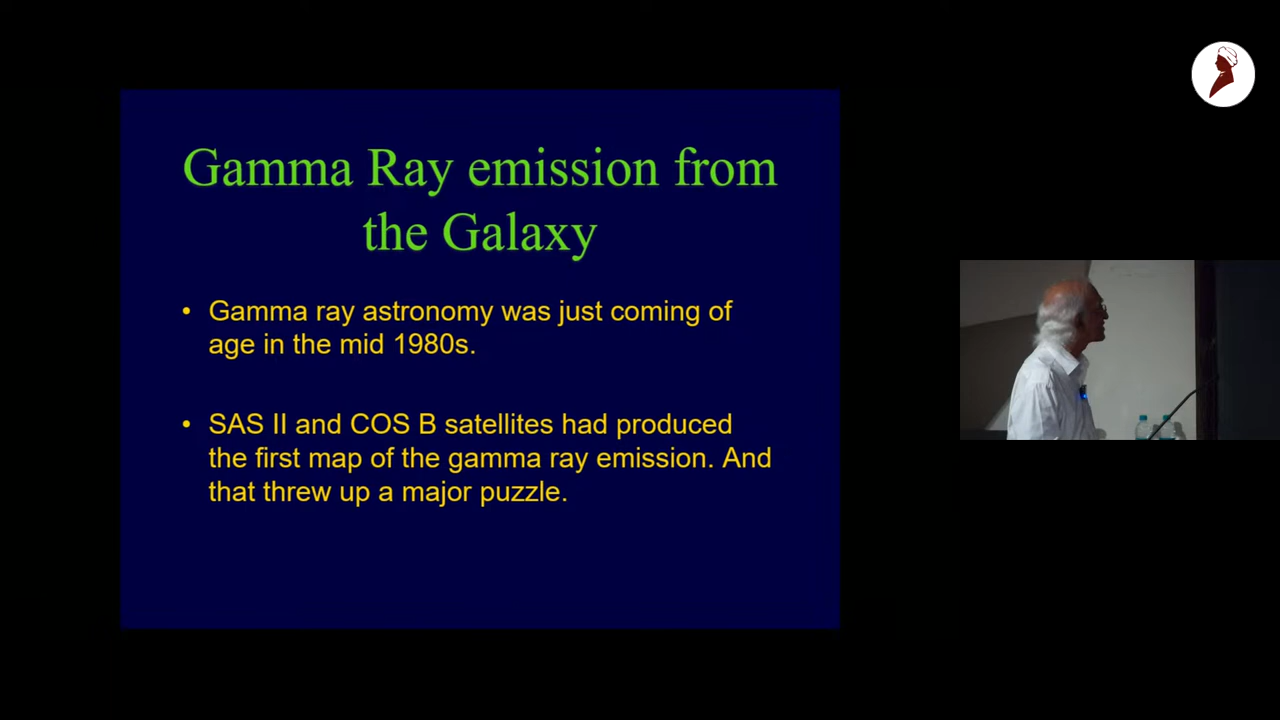 Gamma Ray emission from
the Galaxy
• Gamma ray astronomy was just coming of
age in the mid 1980s.
• SAS II and COS B satellites had produced
the first map of the gamma ray emission. And
that threw up a major puzzle.